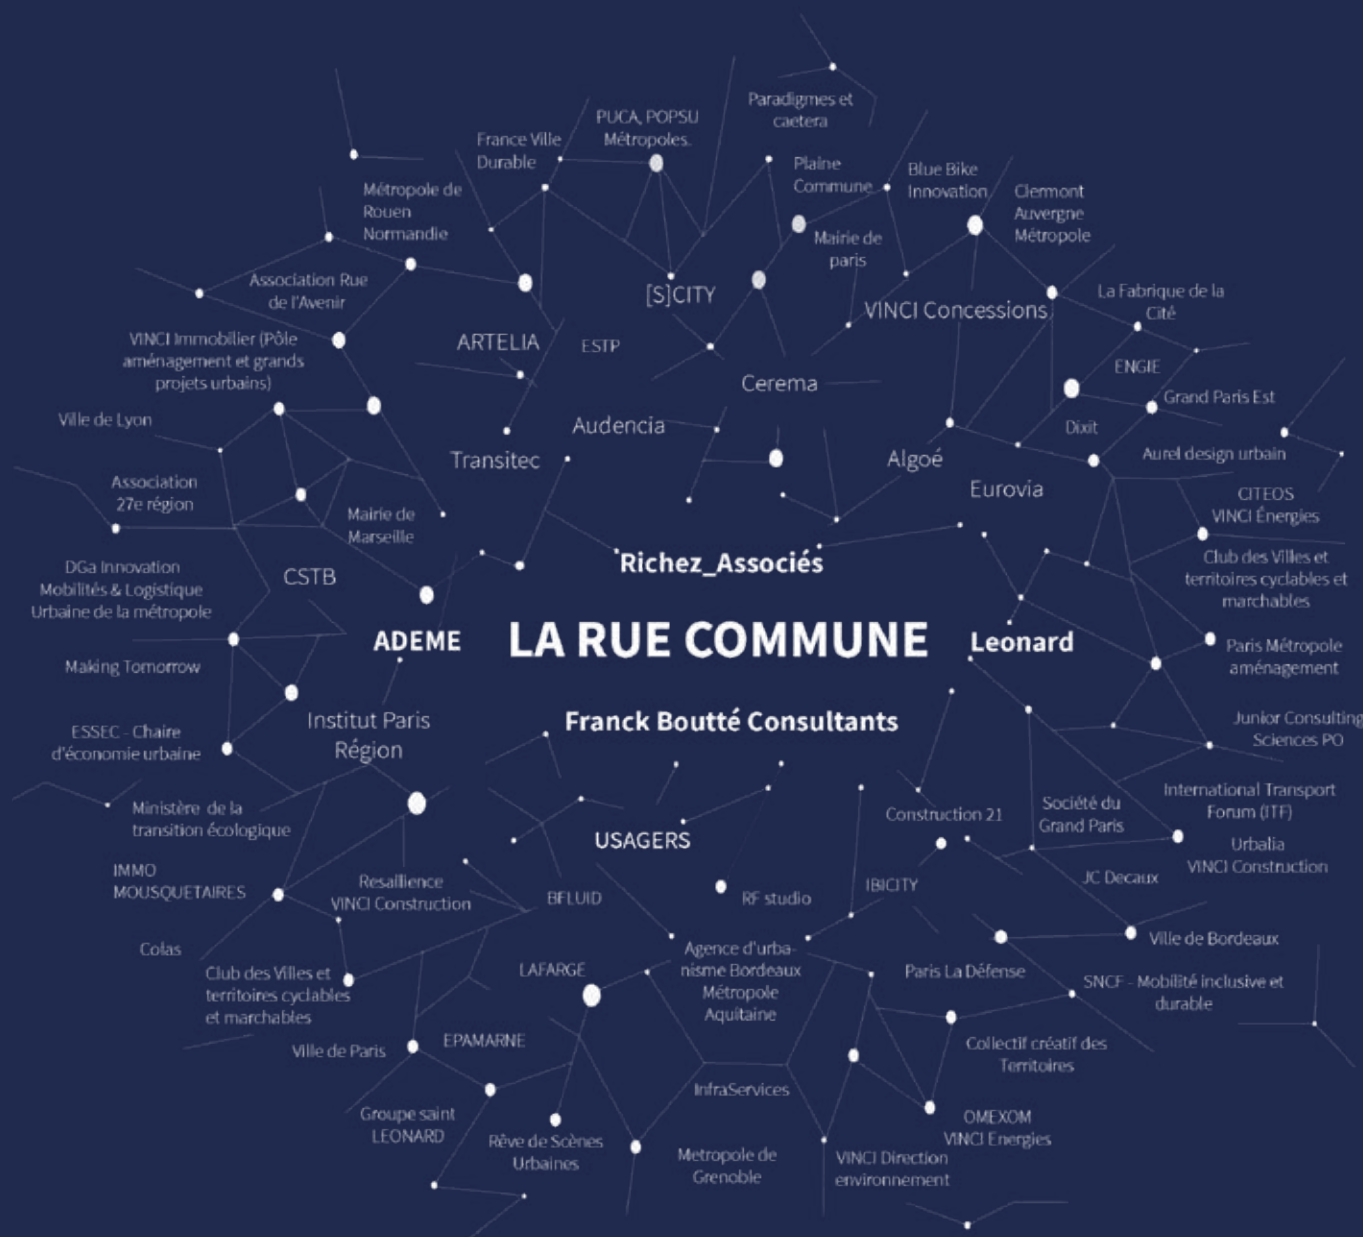 Paradigmes et
caetera
PUCA, POPSU
Métropoles.
France Ville
Durable
Plaine
Commune
Blue Bike
Innovation
Clermont
Auvergne
Métropole
Métropole de
Rouen
Normandie
Mairie de
paris
Association Rue
de l'Avenir
[S]CITY
VINCI Concessions
La Fabrique de la
Cité
VINCI Immobilier (Pôle
aménagement et grands
projets urbains)
ARTELIA
ESTP
Cerema
ENGIE
Grand Paris Est
Ville de Lyon
Audencia
Dixit
Transitec
Algoé
Aurel design urbain
Association
27e région
Eurovia
CITEOS
VINCI Énergies
Mairie de
Marseille
DGa Innovation
Mobilités & Logistique
Urbaine de la métropole
CSTB
Richez_Associés
Club des Villes et
territoires cyclables et
marchables
ADEME
LA RUE COMMUNE
Leonard
Paris Métropole
aménagement
Making Tomorrow
Institut Paris
Région
Franck Boutté Consultants
Junior Consulting
Sciences PO
ESSEC - Chaire
d'économie urbaine
Ministère de la
transition écologique
USAGERS
Construction 21
Société du
Grand Paris
International Transport
Forum (ITF)
Urbalia
VINCI Construction
IMMO
MOUSQUETAIRES
Resallience
VINCI Construction
BFLUID
RF studio
IBICITY
JC Decaux
Colas
Ville de Bordeaux
Club des Villes et
territoires cyclables
et marchables
LAFARGE
Agence d'urba-
nisme Bordeaux
Métropole
Aquitaine
Paris La Défense
SNCF - Mobilité inclusive et
durable
Ville de Paris
EPAMARNE
Collectif créatif des
Territoires
InfraServices
Groupe saint
LEONARD
Rêve de Scènes
Urbaines
Metropole de
Grenoble
OMEXOM
VINCI Energies
VINCI Direction
environnement